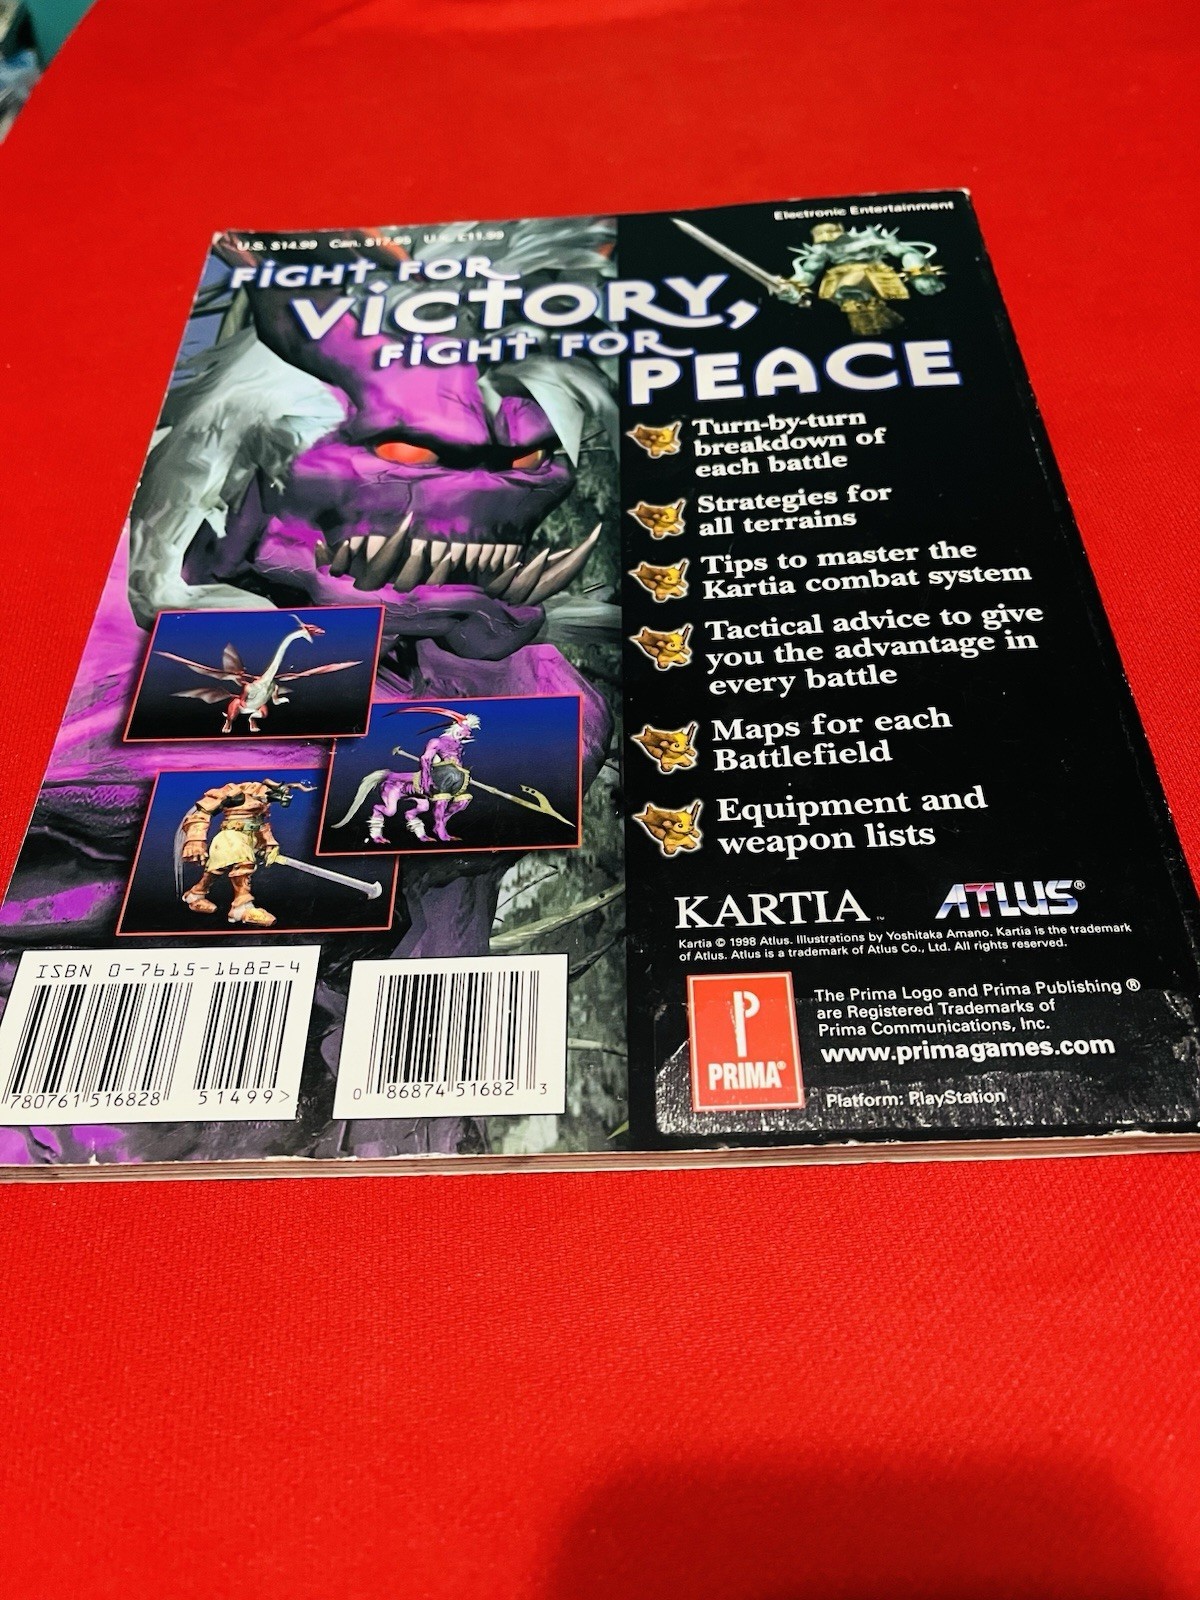 U.S. $14.99 Can. $17.95 U.K. £11.99
Electronic Entertainment
FiGHT FOR
ViCTORY,
FiGHT FOR
PEACE
Turn-by-turn
breakdown of
each battle
Strategies for
all terrains
Tips to master the
Kartia combat system
Tactical advice to give
you the advantage in
every battle
Maps for each
Battlefield
Equipment and
weapon lists
KARTIA™
ATLUS®
Kartia © 1998 Atlus. Illustrations by Yoshitaka Amano. Kartia is the trademark
of Atlus. Atlus is a trademark of Atlus Co., Ltd. All rights reserved.
ISBN 0-7615-1682-4
780761 516828
51499>
0 86874 51682 3
P
PRIMA®
The Prima Logo and Prima Publishing ®
are Registered Trademarks of
Prima Communications, Inc.
www.primagames.com
Platform: PlayStation